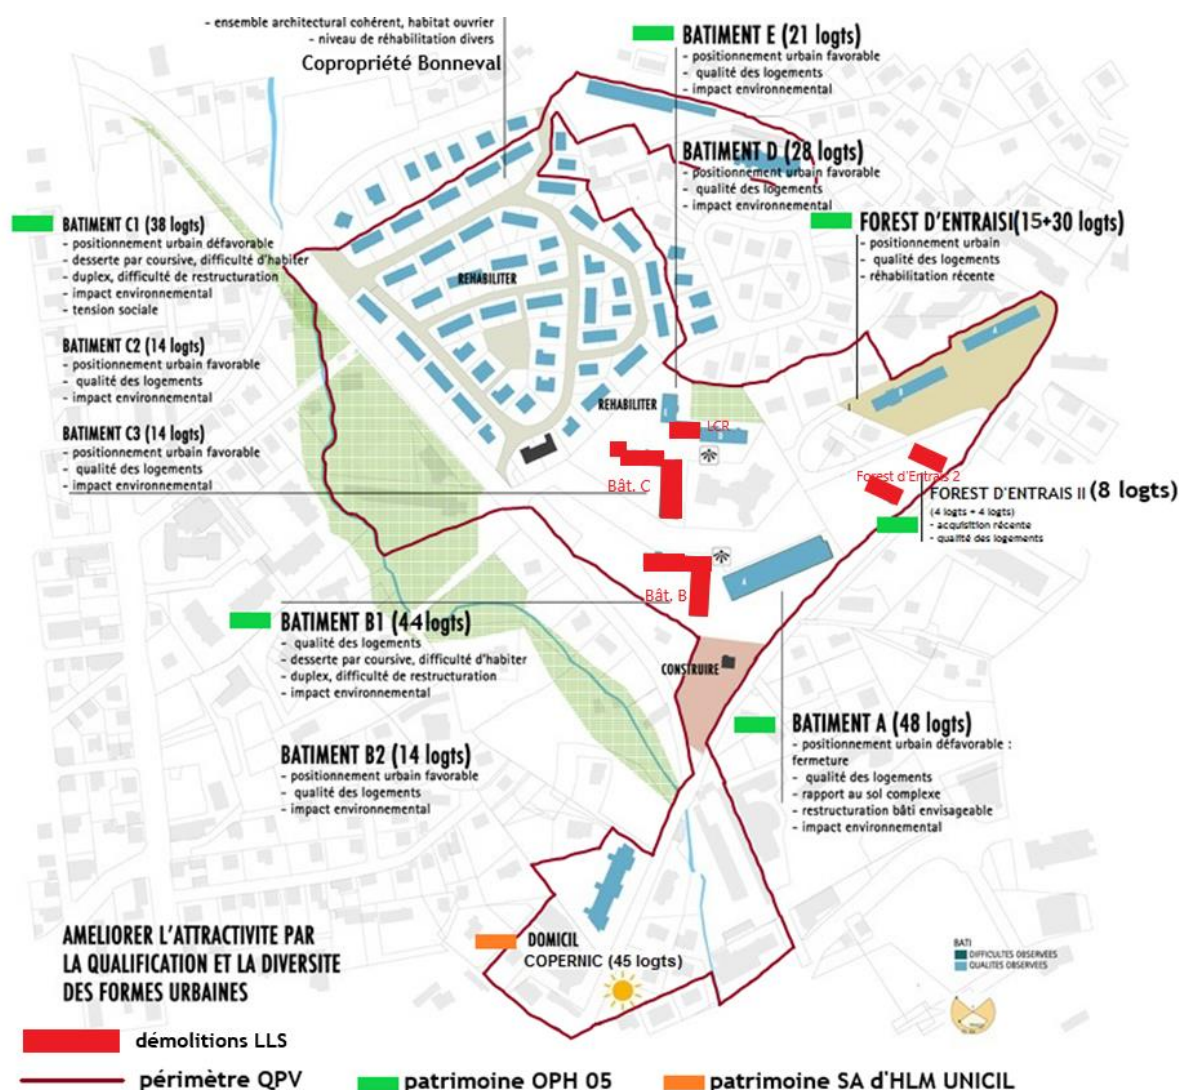 - ensemble architectural cohérent, habitat ouvrier
- niveau de réhabilitation divers
Copropriété Bonneval
BATIMENT E (21 logts)
- positionnement urbain favorable
- qualité des logements
- impact environnemental
BATIMENT D (28 logts)
- positionnement urbain favorable
- qualité des logements
- impact environnemental
FOREST D'ENTRAISI(15+30 logts)
- positionnement urbain
- qualité des logements
- réhabilitation récente
BATIMENT C1 (38 logts)
- positionnement urbain défavorable
- desserte par coursive, difficulté d'habiter
- duplex, difficulté de restructuration
- impact environnemental
- tension sociale
BATIMENT C2 (14 logts)
- positionnement urbain favorable
- qualité des logements
- impact environnemental
BATIMENT C3 (14 logts)
- positionnement urbain favorable
- qualité des logements
- impact environnemental
REHABILITER
REHABILITER
LCR
Bât. C
Forest d'Entrais 2
FOREST D'ENTRAIS II (8 logts)
(4 logts + 4 logts)
- acquisition récente
- qualité des logements
Bât. B
4
BATIMENT B1 (44logts)
- qualité des logements
- desserte par coursive, difficulté d'habiter
- duplex, difficulté de restructuration
- impact environnemental
CONSTRUIRE
BATIMENT B2 (14 logts)
- positionnement urbain favorable
- qualité des logements
- impact environnemental
BATIMENT A (48 logts)
- positionnement urbain défavorable :
fermeture
- qualité des logements
- rapport au sol complexe
- restructuration bâti envisageable
- impact environnemental
DOMICIL
COPERNIC (45 logts)
AMELIORER L'ATTRACTIVITE PAR
LA QUALIFICATION ET LA DIVERSITE
DES FORMES URBAINES
BATI
DIFFICULTES OBSERVEES
QUALITES OBSERVEES
démolitions LLS
périmètre QPV
patrimoine OPH 05
patrimoine SA d'HLM UNICIL